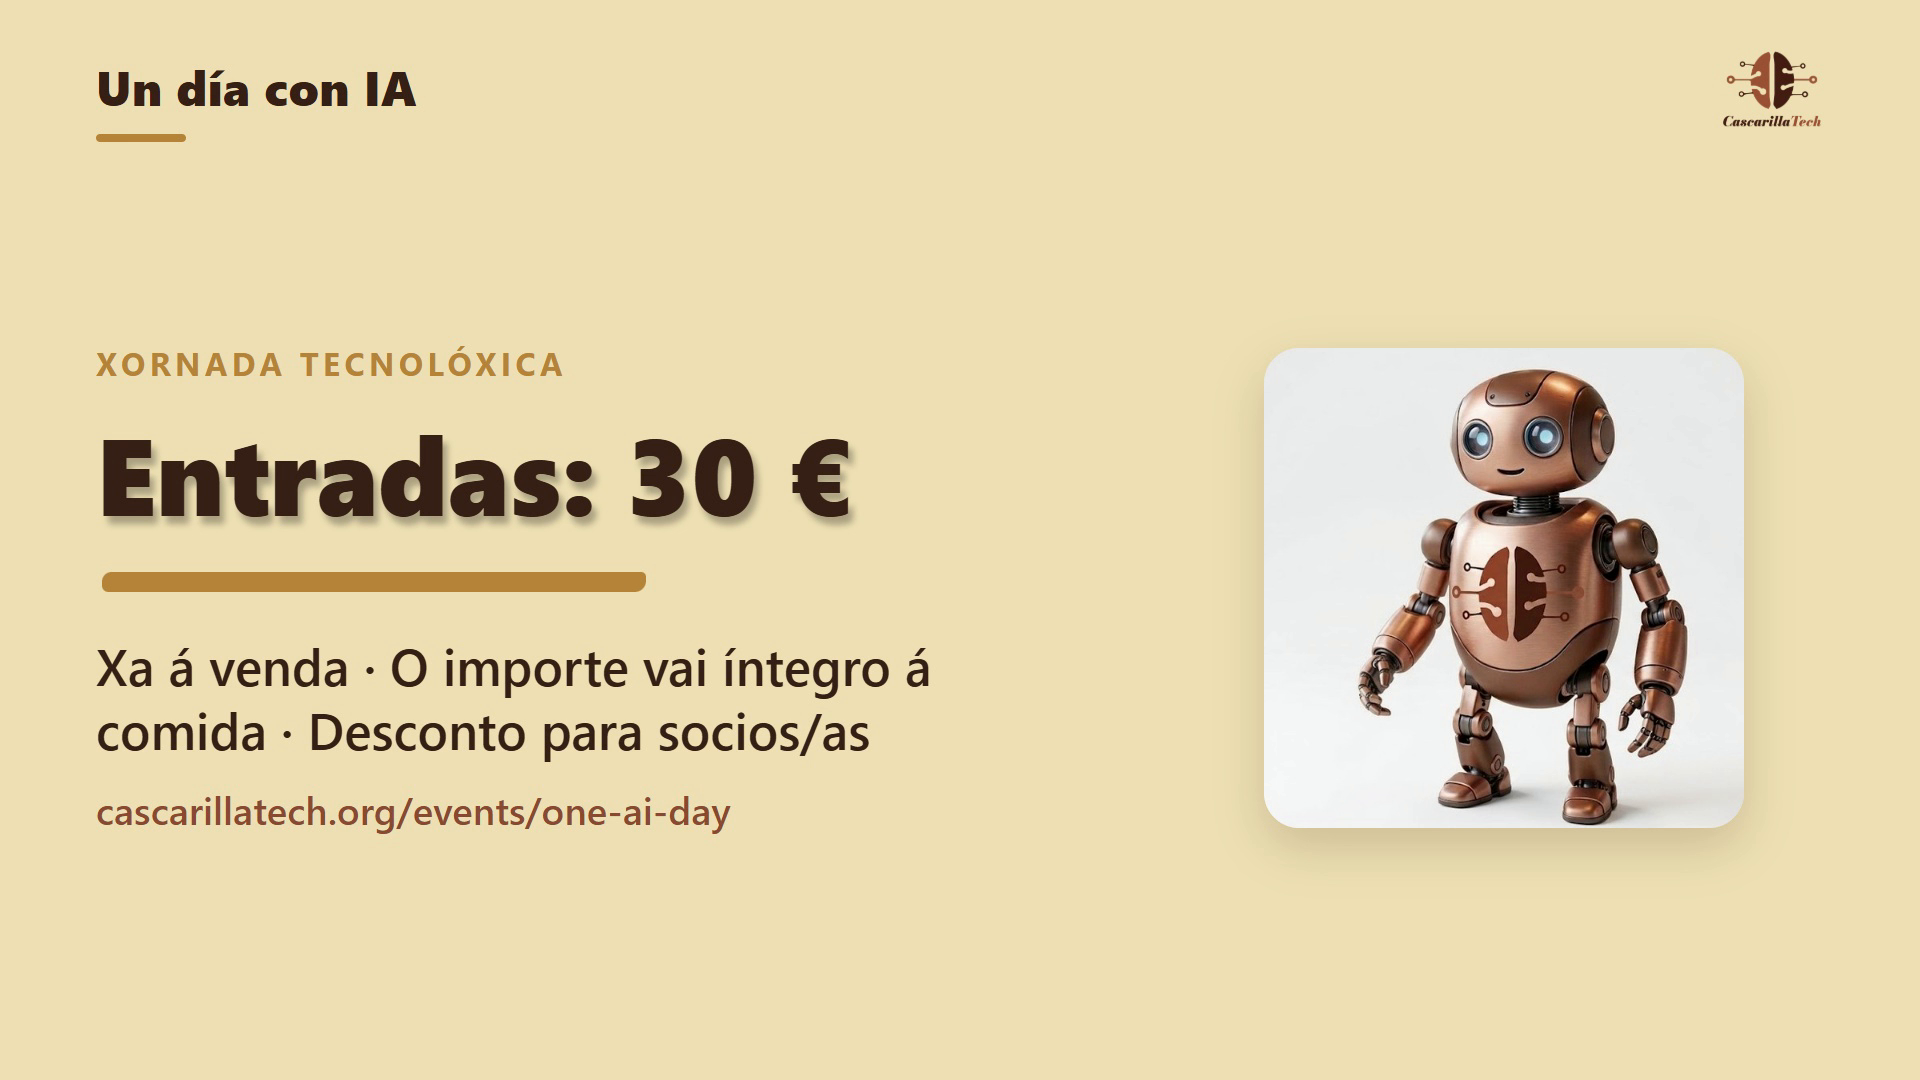 Un día con IA
CascarillaTech
XORNADA TECNOLÓXICA
Entradas: 30 €
Xa á venda · O importe vai íntegro á
comida · Desconto para socios/as
cascarillatech.org/events/one-ai-day